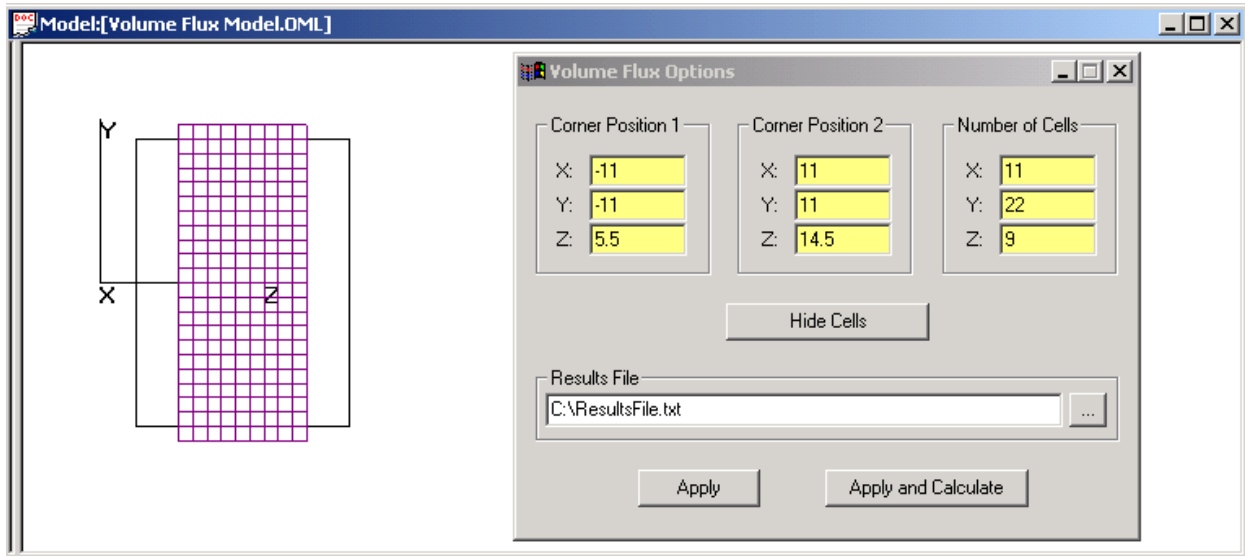 Model:[Volume Flux Model.OML]
Volume Flux Options
Corner Position 1 Corner Position 2 Number of Cells
X: -11 X: 11 X: 11
Y: -11 Y: 11 Y: 22
Z: 5.5 Z: 14.5 Z: 9
Hide Cells
Results File
C:\ResultsFile.txt ...
Apply Apply and Calculate
Y
X Z
DOC